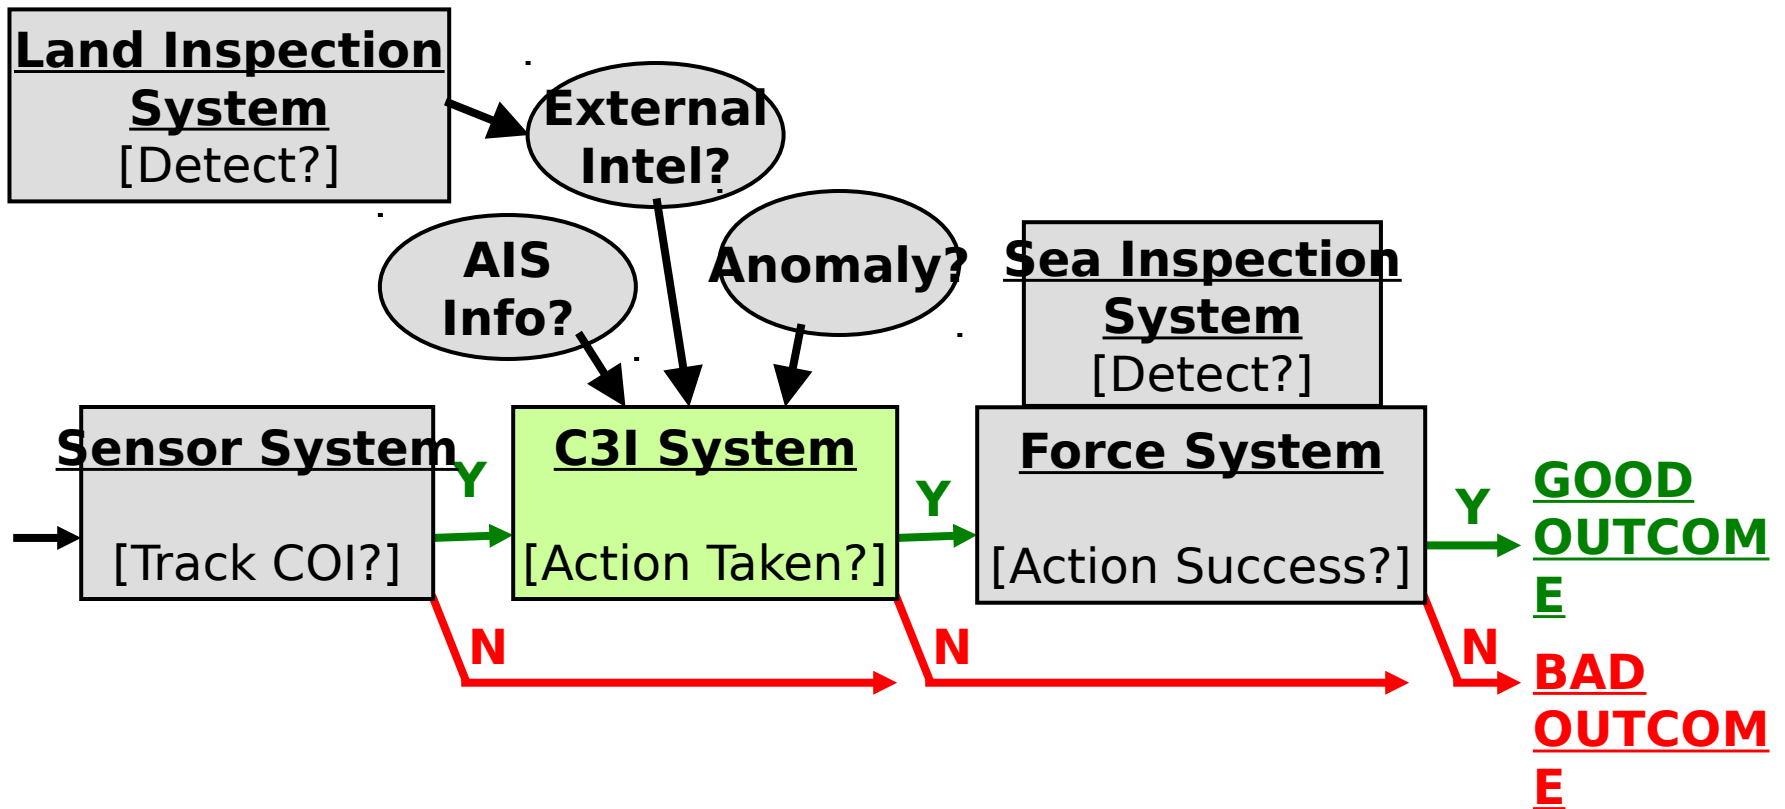 Land Inspection
System
[Detect?]
External
Intel?
AIS
Info?
Anomaly?
Sea Inspection
System
[Detect?]
Sensor System
[Track COI?]
Y
N
C3I System
[Action Taken?]
Y
N
Force System
[Action Success?]
Y
N
GOOD
OUTCOM
E
BAD
OUTCOM
E